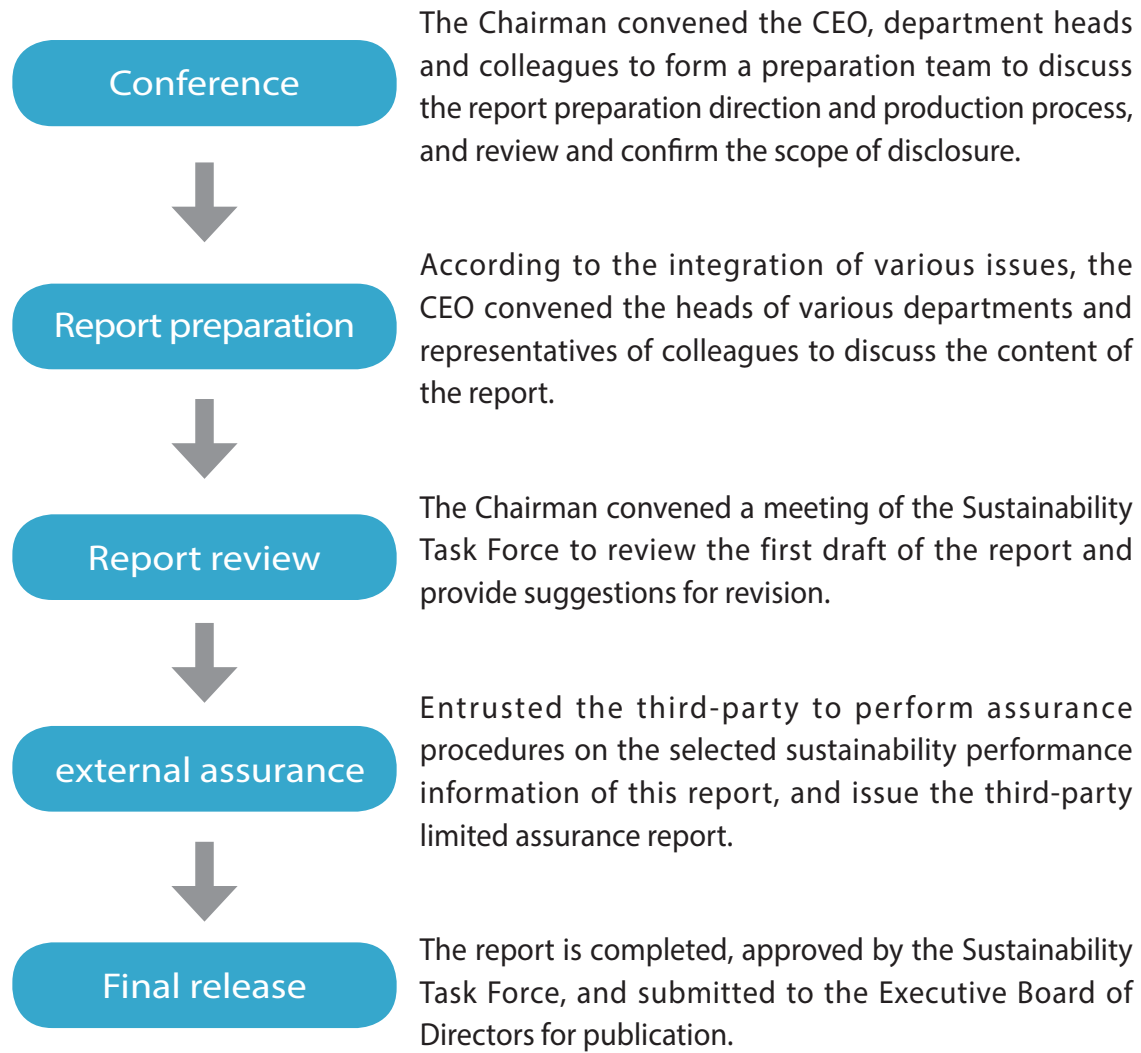 Conference
The Chairman convened the CEO, department heads
and colleagues to form a preparation team to discuss
the report preparation direction and production process,
and review and confirm the scope of disclosure.
Report preparation
According to the integration of various issues, the
CEO convened the heads of various departments and
representatives of colleagues to discuss the content of
the report.
Report review
The Chairman convened a meeting of the Sustainability
Task Force to review the first draft of the report and
provide suggestions for revision.
external assurance
Entrusted the third-party to perform assurance
procedures on the selected sustainability performance
information of this report, and issue the third-party
limited assurance report.
Final release
The report is completed, approved by the Sustainability
Task Force, and submitted to the Executive Board of
Directors for publication.